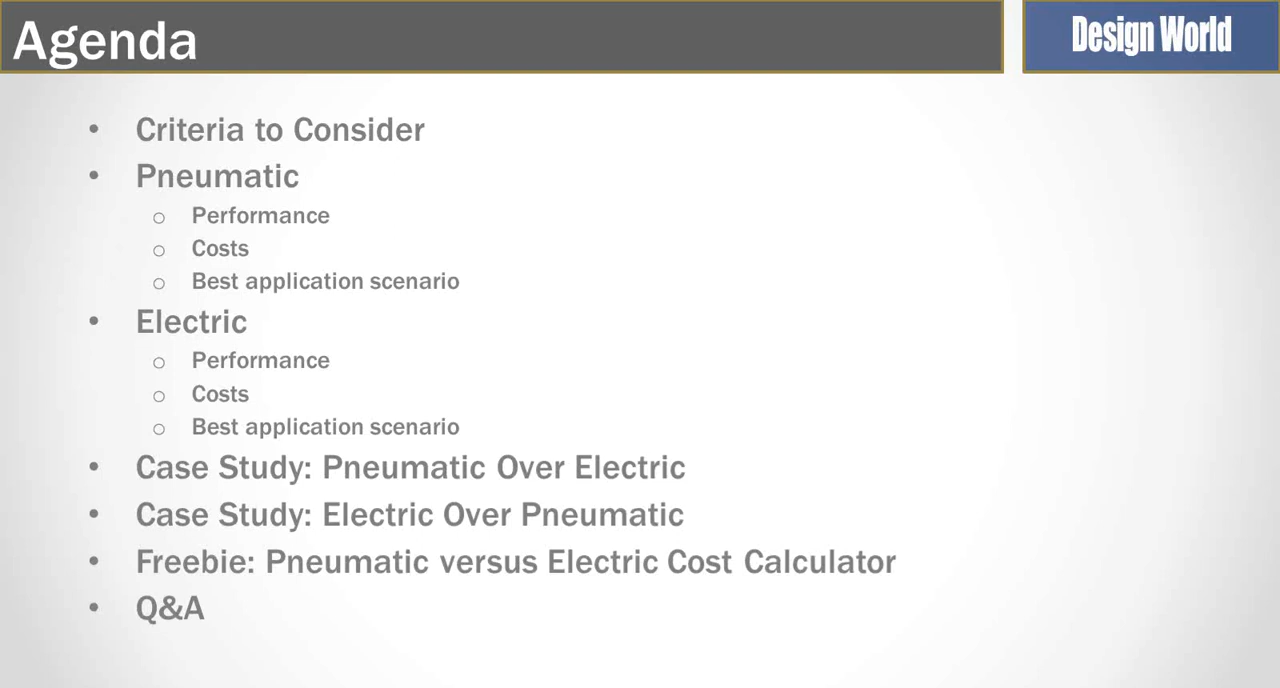 Agenda
Design World
• Criteria to Consider
• Pneumatic
o Performance
o Costs
o Best application scenario
• Electric
o Performance
o Costs
o Best application scenario
• Case Study: Pneumatic Over Electric
• Case Study: Electric Over Pneumatic
• Freebie: Pneumatic versus Electric Cost Calculator
• Q&A